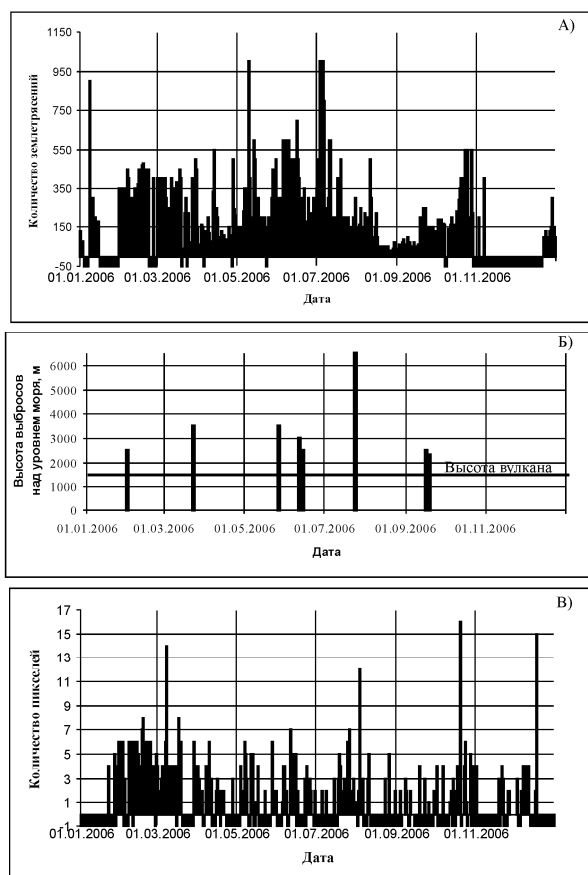 А)
1150
950
750
550
350
150
-50
Количество землетрясений
01.01.2006 01.03.2006 01.05.2006 01.07.2006 01.09.2006 01.11.2006
Дата
Б)
6000
5000
4000
3000
2000
1000
0
Высота выбросов
над уровнем моря, м
Высота вулкана
01.01.2006 01.03.2006 01.05.2006 01.07.2006 01.09.2006 01.11.2006
Дата
В)
17
15
13
11
9
7
5
3
1
-1
Количество пикселей
01.01.2006 01.03.2006 01.05.2006 01.07.2006 01.09.2006 01.11.2006
Дата